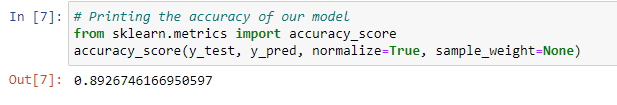 In [7]: # Printing the accuracy of our model
from sklearn.metrics import accuracy_score
accuracy_score(y_test, y_pred, normalize=True, sample_weight=None)
Out[7]: 0.8926746166950597